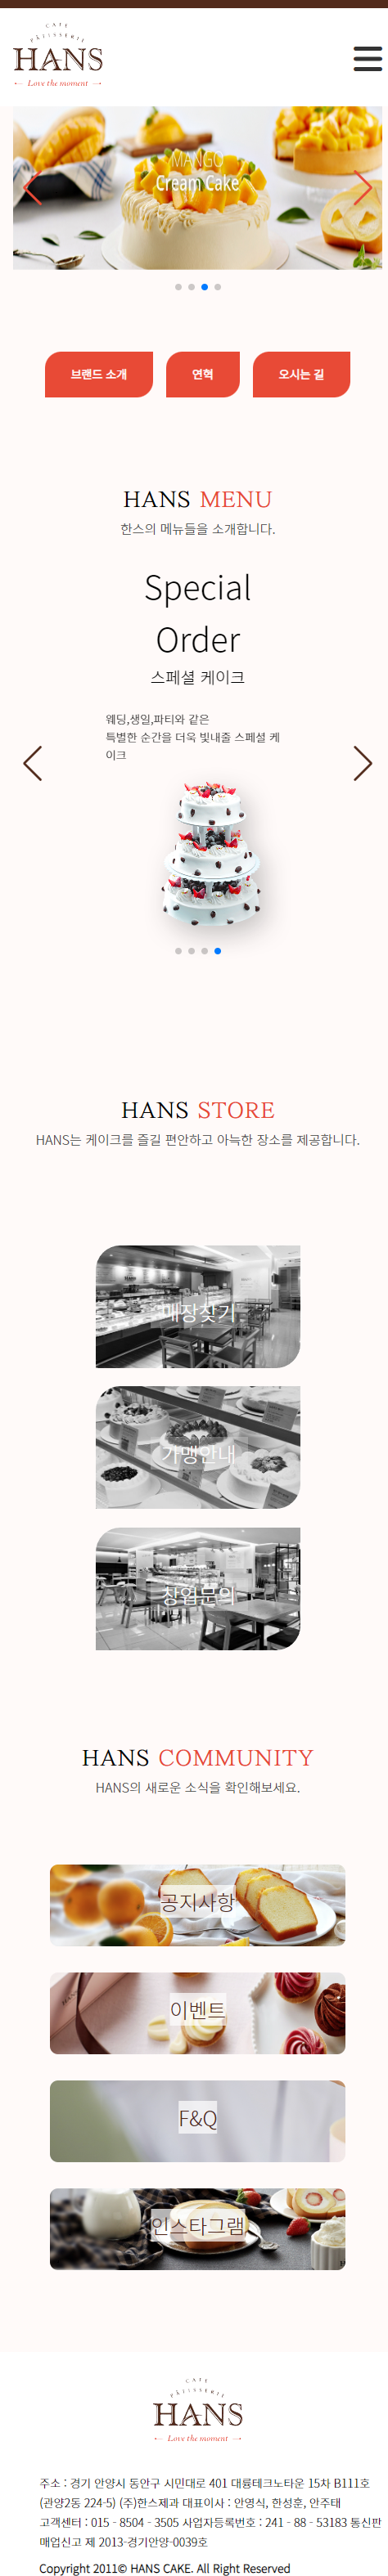 CAFE
PATISSERIE
HANS
Love the moment
MANGO
Cream Cake
브랜드 소개
연혁
오시는 길
HANS MENU
한스의 메뉴들을 소개합니다.
Special
Order
스페셜 케이크
웨딩,생일,파티와 같은
특별한 순간을 더욱 빛내줄 스페셜 케
이크
HANS STORE
HANS는 케이크를 즐길 편안하고 아늑한 장소를 제공합니다.
매장찾기
가맹안내
창업문의
HANS COMMUNITY
HANS의 새로운 소식을 확인해보세요.
공지사항
이벤트
F&Q
인스타그램
CAFE
PATISSERIE
HANS
Love the moment
주소 : 경기 안양시 동안구 시민대로 401 대륭테크노타운 15차 B111호
(관양2동 224-5) (주)한스제과 대표이사 : 안영식, 한성훈, 안주태
고객센터 : 015 - 8504 - 3505 사업자등록번호 : 241 - 88 - 53183 통신판
매업신고 제 2013-경기안양-0039호
Copyright 2011© HANS CAKE. All Right Reserved